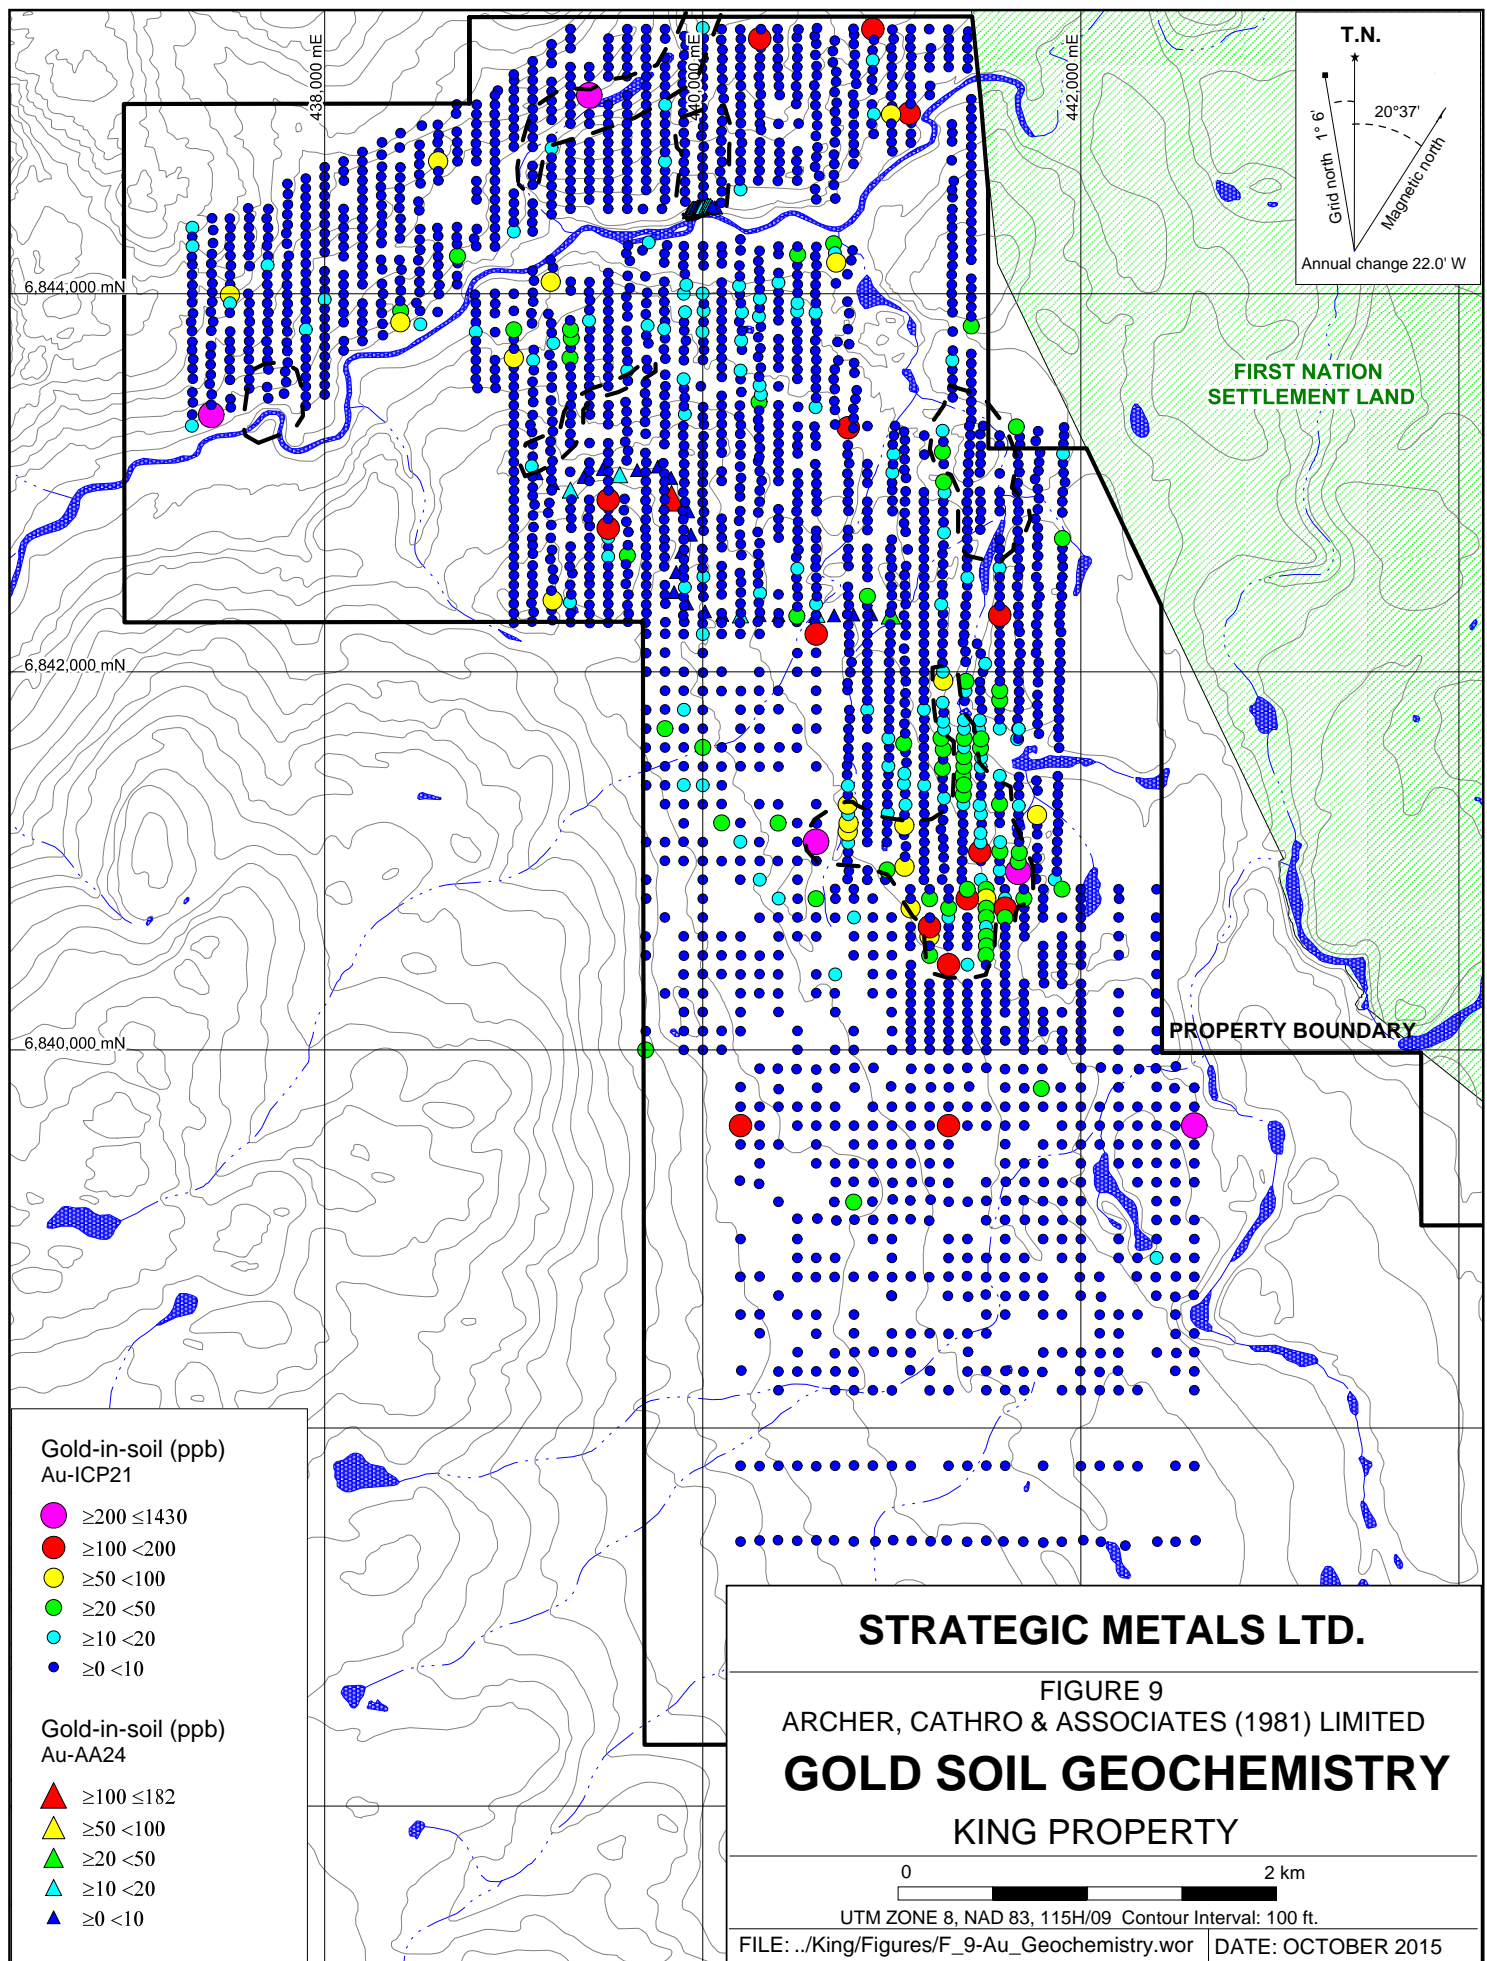 438,000 mE
440,000 mE
442,000 mE
T.N.
Grid north 1° 6'
20°37'
Magnetic north
Annual change 22.0' W
6,844,000 mN
FIRST NATION
SETTLEMENT LAND
6,842,000 mN
PROPERTY BOUNDARY
6,840,000 mN
Gold-in-soil (ppb)
Au-ICP21
≥200 ≤1430
≥100 <200
≥50 <100
≥20 <50
≥10 <20
≥0 <10
Gold-in-soil (ppb)
Au-AA24
≥100 ≤182
≥50 <100
≥20 <50
≥10 <20
≥0 <10
STRATEGIC METALS LTD.
FIGURE 9
ARCHER, CATHRO & ASSOCIATES (1981) LIMITED
GOLD SOIL GEOCHEMISTRY
KING PROPERTY
0 2 km
UTM ZONE 8, NAD 83, 115H/09 Contour Interval: 100 ft.
FILE: ../King/Figures/F_9-Au_Geochemistry.wor DATE: OCTOBER 2015